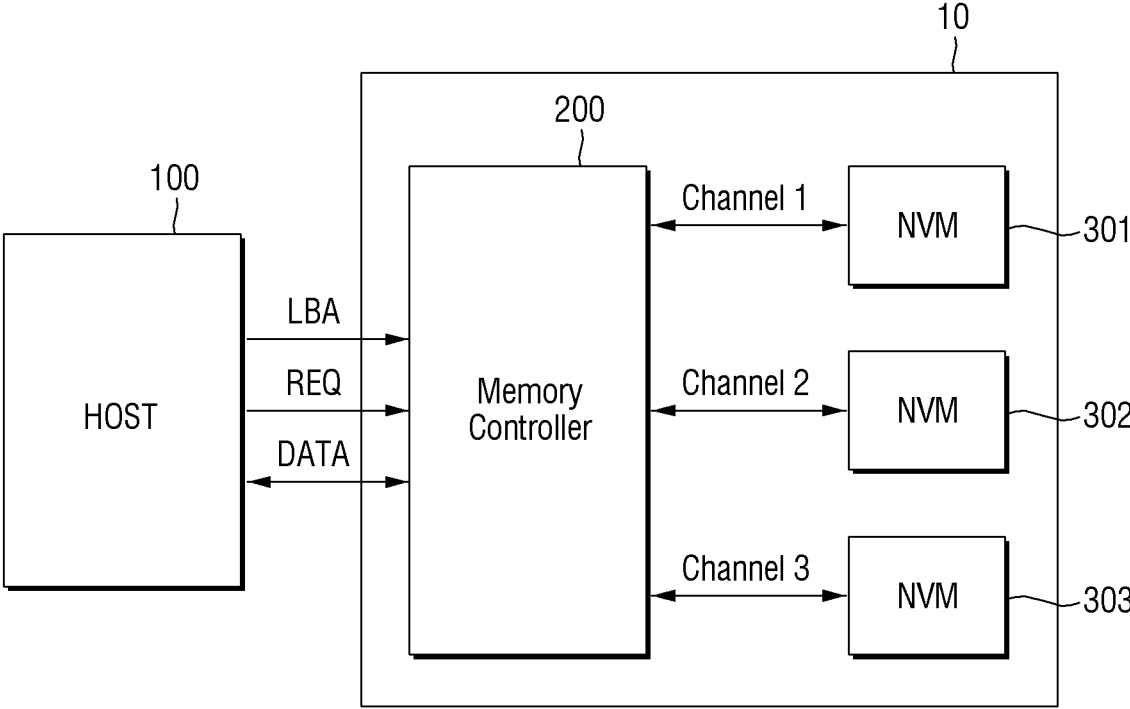 10
200
100
Channel 1
NVM
301
LBA
REQ
HOST
DATA
Memory
Controller
Channel 2
NVM
302
Channel 3
NVM
303